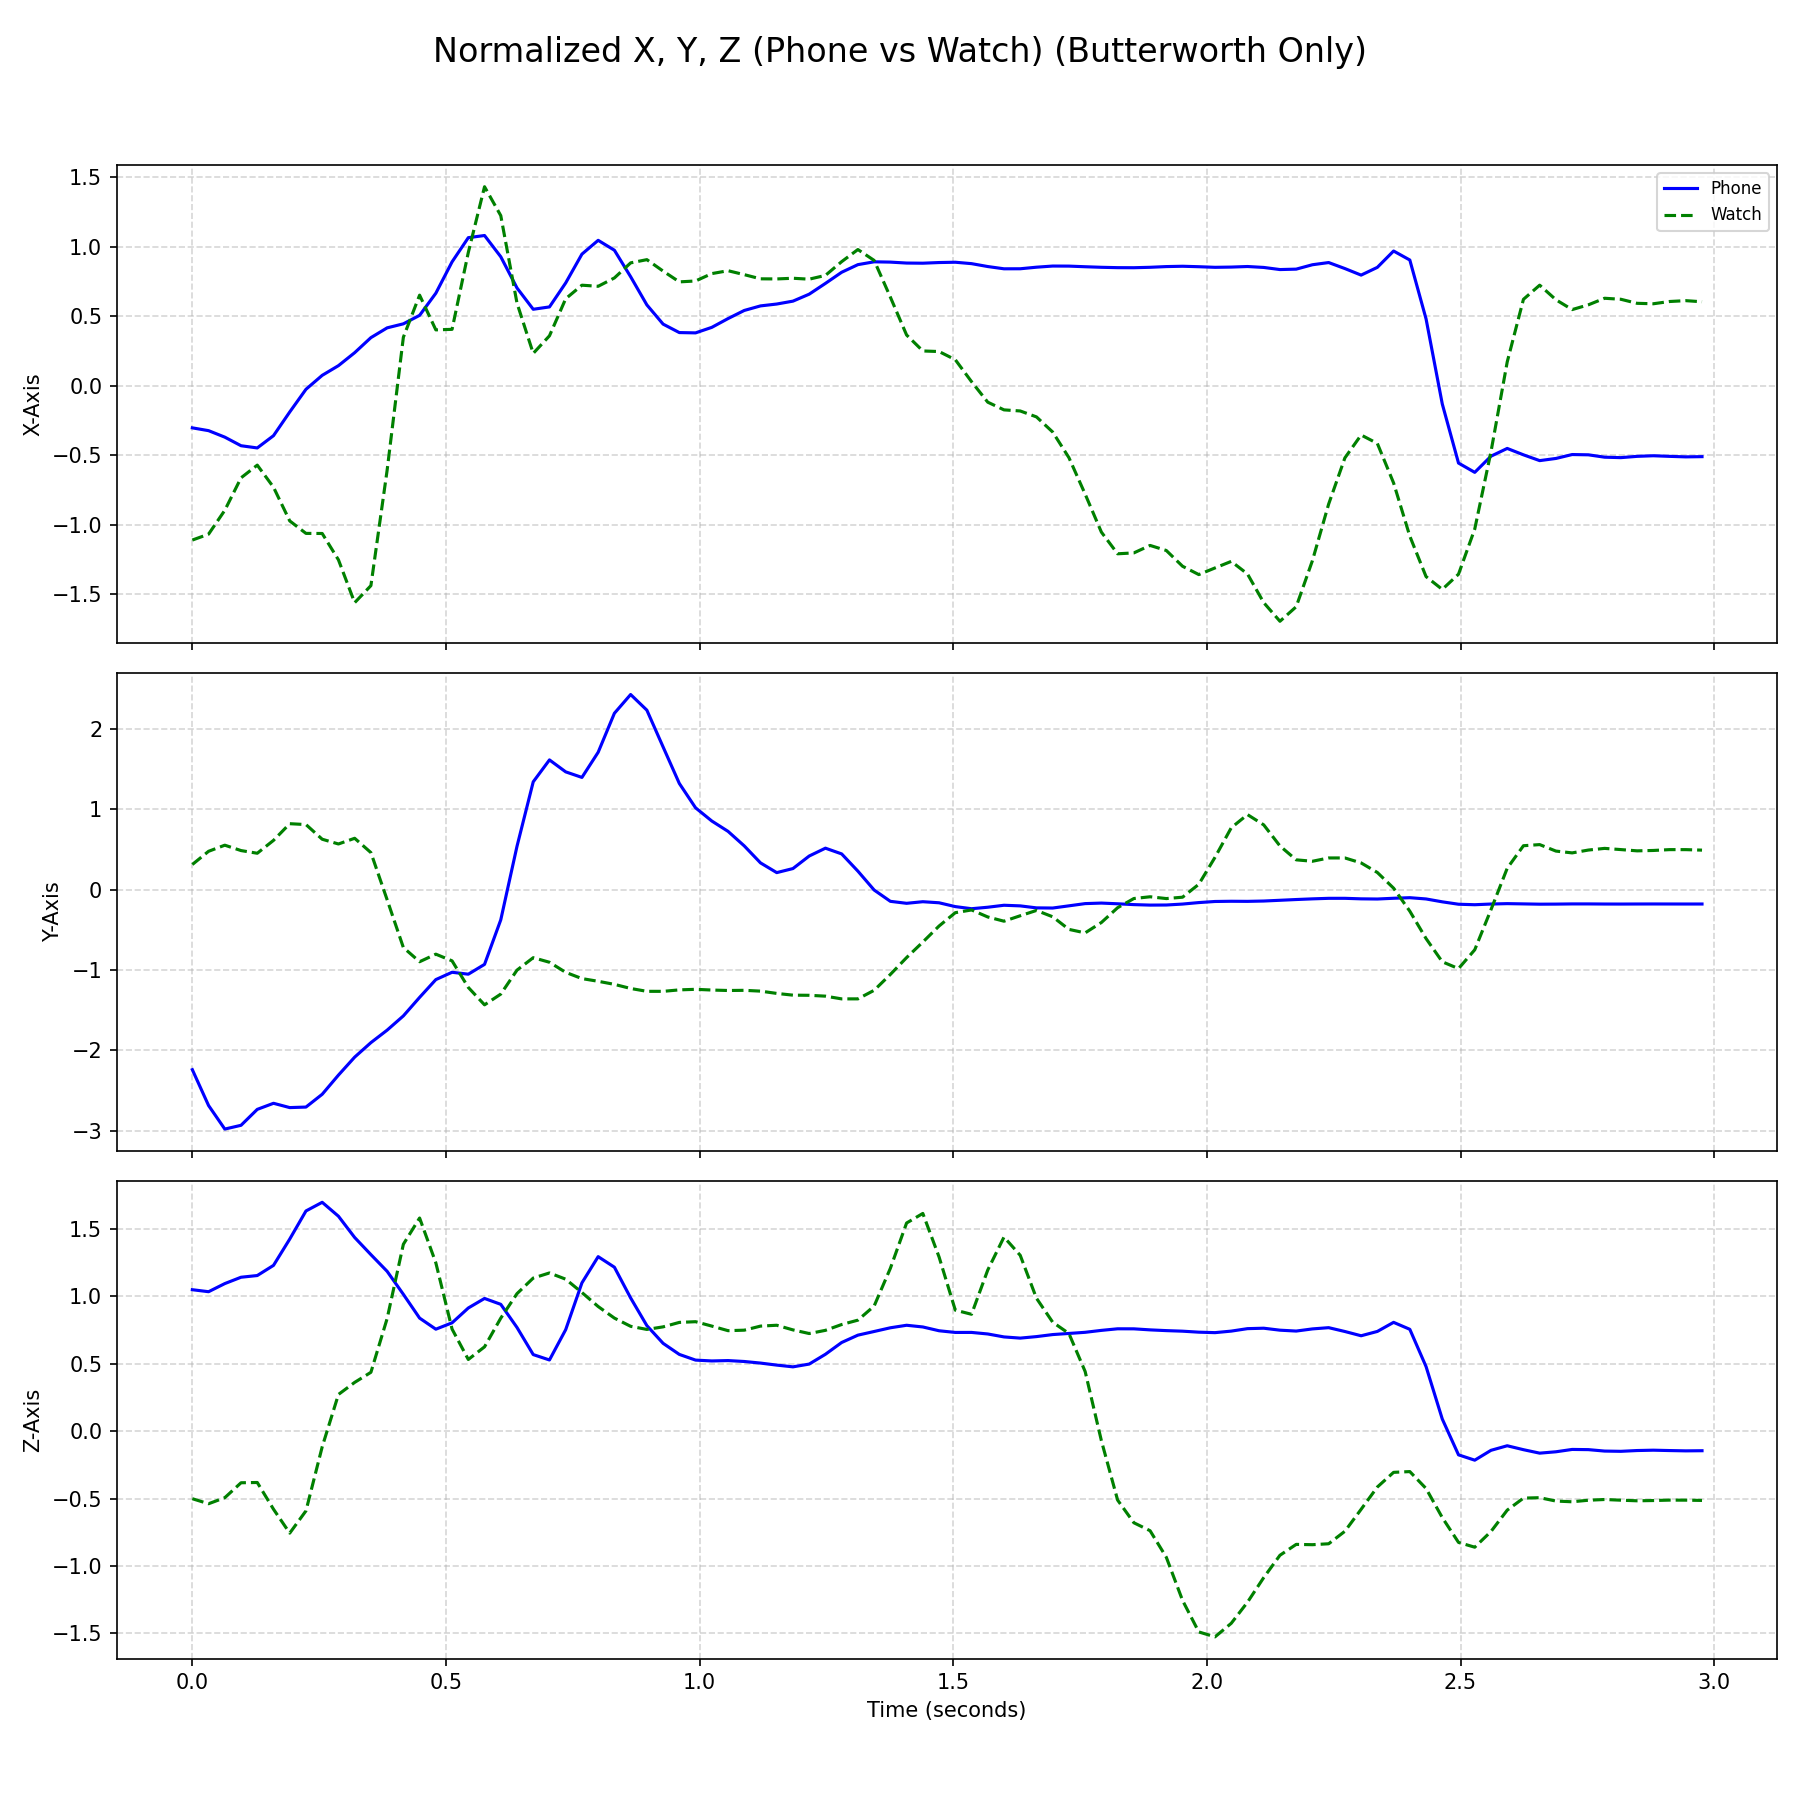 Normalized X, Y, Z (Phone vs Watch) (Butterworth Only)
Phone
Watch
1.5
1.0
0.5
0.0
−0.5
−1.0
−1.5
X-Axis
2
1
0
−1
−2
−3
Y-Axis
1.5
1.0
0.5
0.0
−0.5
−1.0
−1.5
Z-Axis
0.0 0.5 1.0 1.5 2.0 2.5 3.0
Time (seconds)